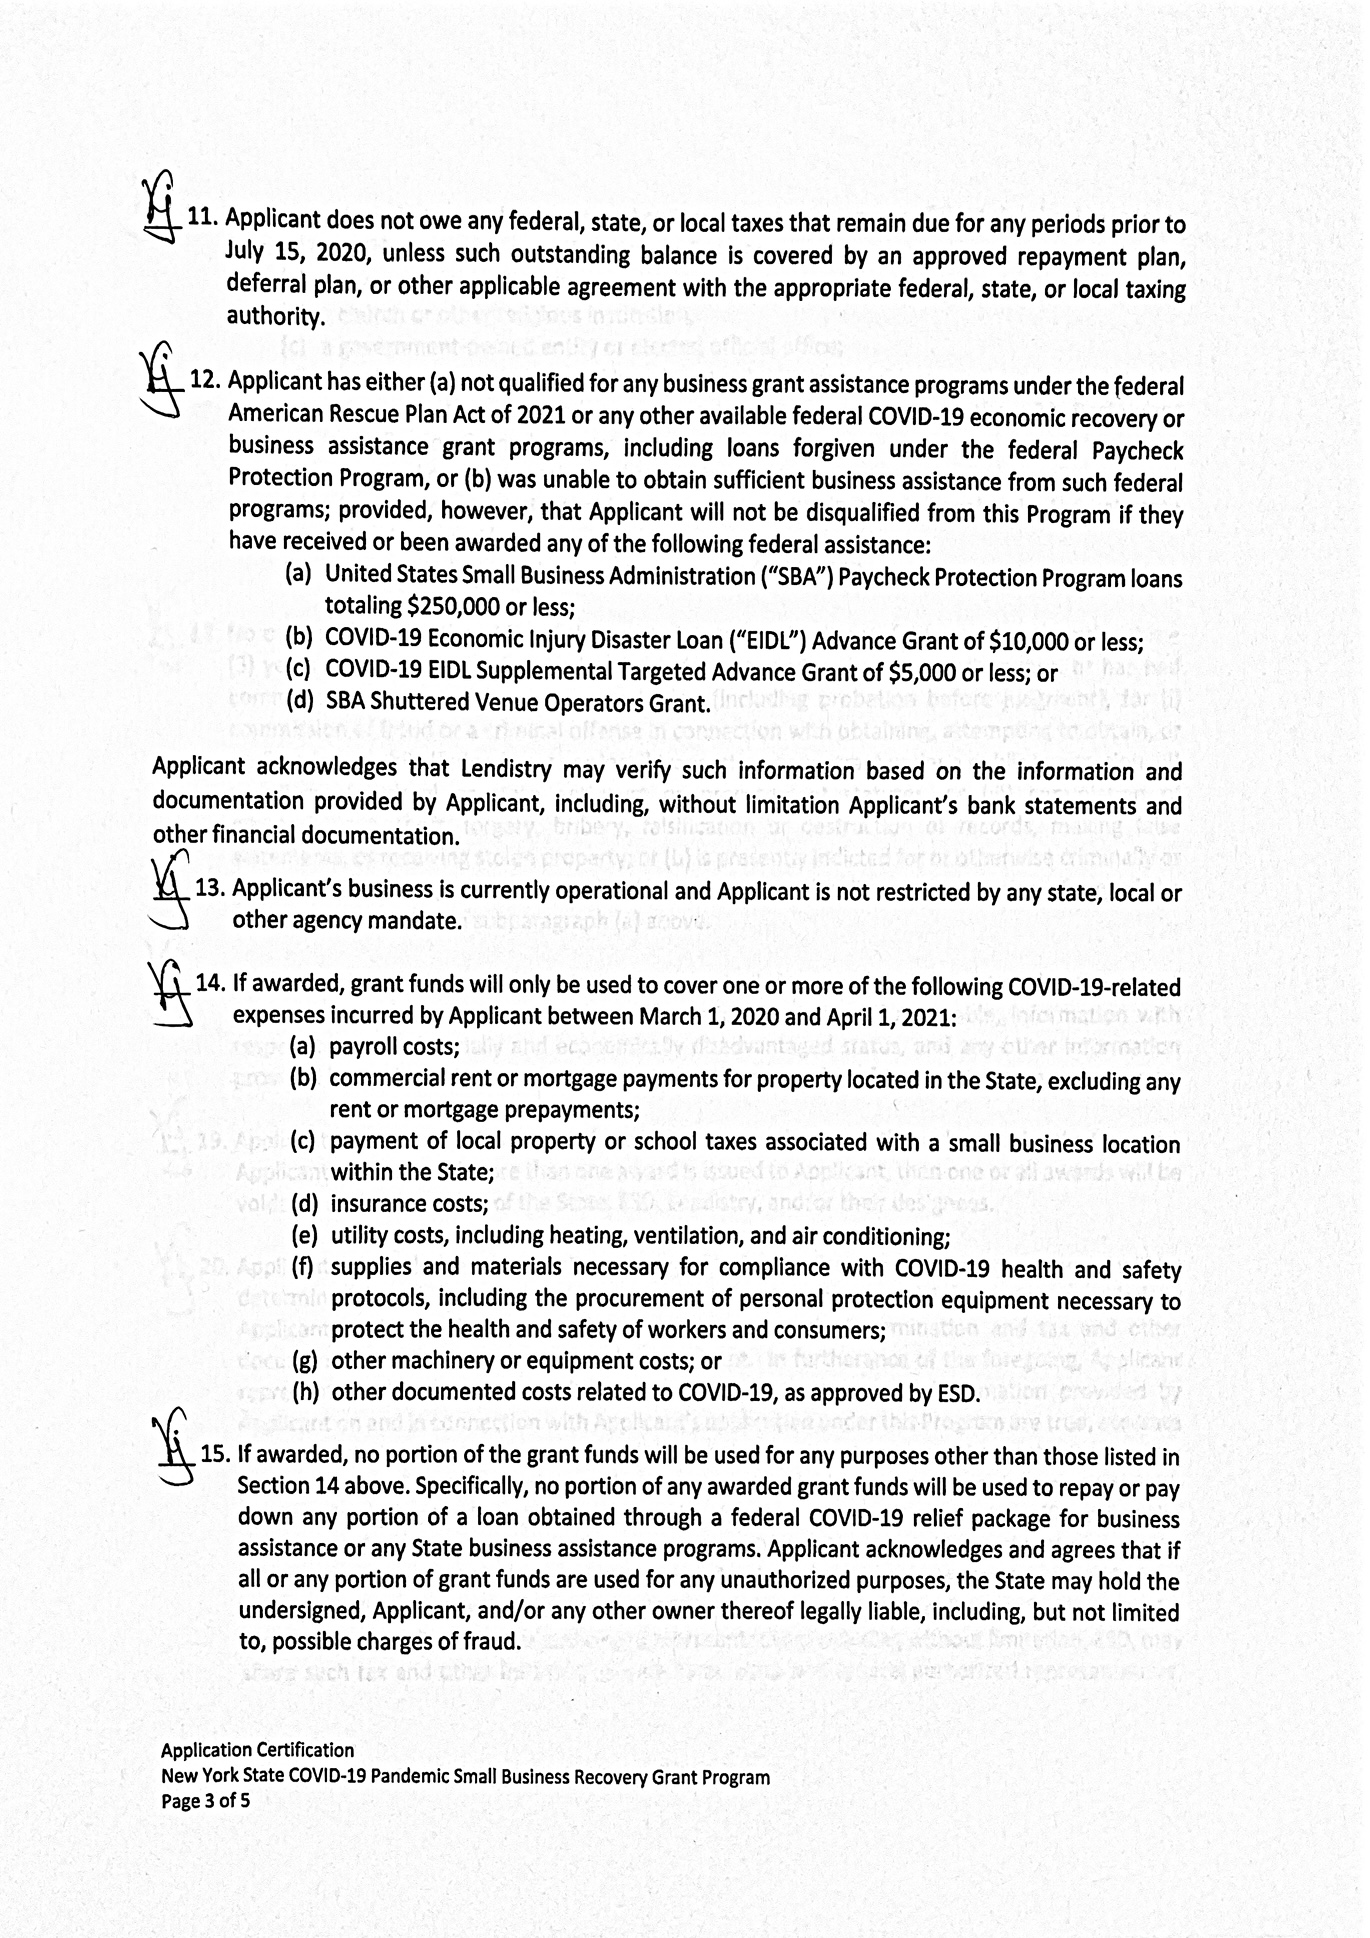 11. Applicant does not owe any federal, state, or local taxes that remain due for any periods prior to
July 15, 2020, unless such outstanding balance is covered by an approved repayment plan,
deferral plan, or other applicable agreement with the appropriate federal, state, or local taxing
authority.
12. Applicant has either (a) not qualified for any business grant assistance programs under the federal
American Rescue Plan Act of 2021 or any other available federal COVID-19 economic recovery or
business assistance grant programs, including loans forgiven under the federal Paycheck
Protection Program, or (b) was unable to obtain sufficient business assistance from such federal
programs; provided, however, that Applicant will not be disqualified from this Program if they
have received or been awarded any of the following federal assistance:
(a) United States Small Business Administration (“SBA”) Paycheck Protection Program loans
totaling $250,000 or less;
(b) COVID-19 Economic Injury Disaster Loan (“EIDL”) Advance Grant of $10,000 or less;
(c) COVID-19 EIDL Supplemental Targeted Advance Grant of $5,000 or less; or
(d) SBA Shuttered Venue Operators Grant.
Applicant acknowledges that Lendistry may verify such information based on the information and
documentation provided by Applicant, including, without limitation Applicant’s bank statements and
other financial documentation.
13. Applicant’s business is currently operational and Applicant is not restricted by any state, local or
other agency mandate.
14. If awarded, grant funds will only be used to cover one or more of the following COVID-19-related
expenses incurred by Applicant between March 1, 2020 and April 1, 2021:
(a) payroll costs;
(b) commercial rent or mortgage payments for property located in the State, excluding any
rent or mortgage prepayments;
(c) payment of local property or school taxes associated with a small business location
within the State;
(d) insurance costs;
(e) utility costs, including heating, ventilation, and air conditioning;
(f) supplies and materials necessary for compliance with COVID-19 health and safety
protocols, including the procurement of personal protection equipment necessary to
protect the health and safety of workers and consumers;
(g) other machinery or equipment costs; or
(h) other documented costs related to COVID-19, as approved by ESD.
15. If awarded, no portion of the grant funds will be used for any purposes other than those listed in
Section 14 above. Specifically, no portion of any awarded grant funds will be used to repay or pay
down any portion of a loan obtained through a federal COVID-19 relief package for business
assistance or any State business assistance programs. Applicant acknowledges and agrees that if
all or any portion of grant funds are used for any unauthorized purposes, the State may hold the
undersigned, Applicant, and/or any other owner thereof legally liable, including, but not limited
to, possible charges of fraud.
Application Certification
New York State COVID-19 Pandemic Small Business Recovery Grant Program
Page 3 of 5